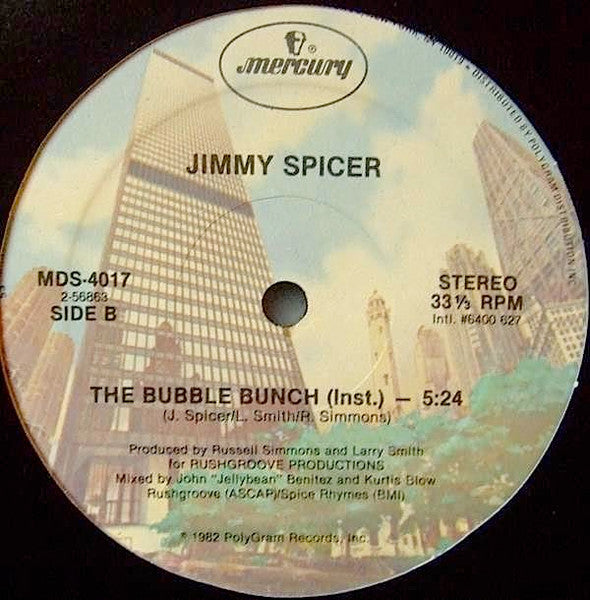 ®
mercury
DISTRIBUTED BY POLYGRAM DISTRIBUTION, INC.
JIMMY SPICER
MDS-4017
2-56863
SIDE B
STEREO
33 1/3 RPM
Intl. #6400 627
THE BUBBLE BUNCH (Inst.) — 5:24
(J. Spicer/L. Smith/R. Simmons)
Produced by Russell Simmons and Larry Smith
for RUSHGROOVE PRODUCTIONS
Mixed by John "Jellybean" Benitez and Kurtis Blow
Rushgroove (ASCAP)/Spice Rhymes (BMI)
℗ 1982 PolyGram Records, Inc.